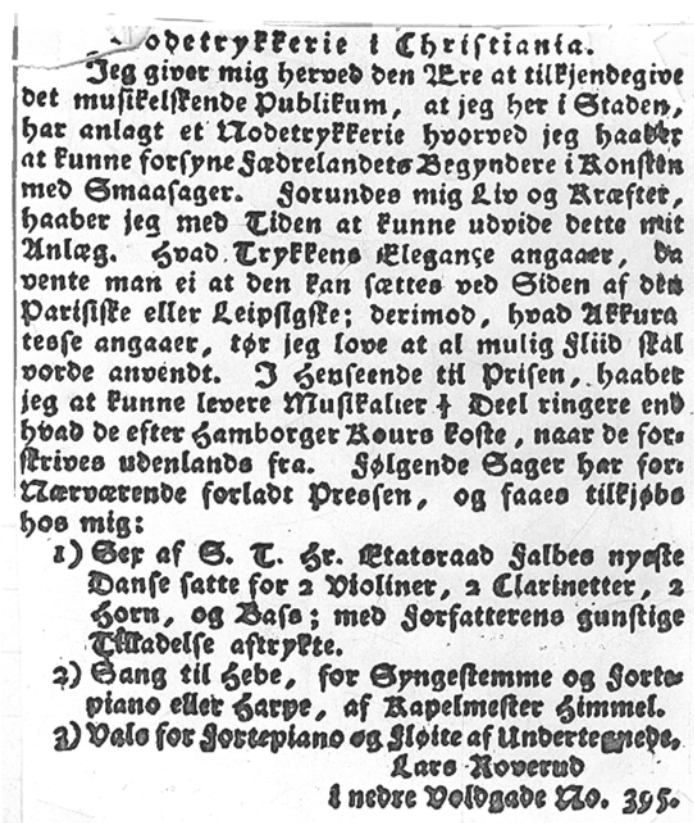 odetrykkerie i Christiania.
Jeg giver mig herved den Ære at tilkjendegive
det musikelskende Publikum, at jeg her i Staden,
har anlagt et Nodetrykkerie hvorved jeg haaber
at kunne forsyne Fædrelandets Begyndere i Konsten
med Smaasager. Forundes mig Liv og Kræfter,
haaber jeg med Tiden at kunne udvide dette mit
Anlæg. Hvad Trykkens Elegançe angaaer, da
vente man ei at den kan sættes ved Siden af den
Parisiske eller Leipsigske; derimod, hvad Akkura
tesse angaaer, tør jeg love at al mulig Fliid skal
vorde anvendt. I Henseende til Prisen, haaber
jeg at kunne levere Musikalier Deel ringere end
hvad de efter Hamborger Kours koste, naar de for-
skrives udenlands fra. Følgende Sager har for
Nærværende forladt Pressen, og faaes tilkjøbs
hos mig:
1) Sex af S. T. Hr. Etatsraad Falbes nyeste
Danse satte for 2 Violiner, 2 Clarinetter, 2
Horn, og Bass; med Forfatterens gunstige
Tilladelse aftrykte.
2) Sang til Hebe, for Syngestemme og Forte-
piano eller Harpe, af Kapelmester Himmel.
3) Vals for Fortepiano og Fløite af Undertegnede.
Lars Roverud
i nedre Voldgade No. 395.